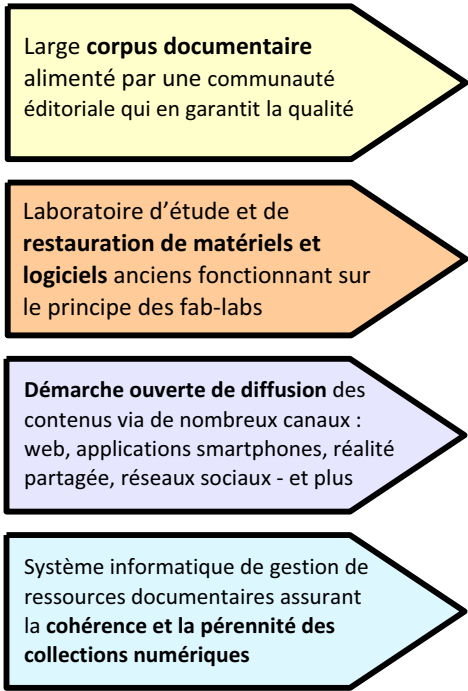 Large corpus documentaire
alimenté par une communauté
éditoriale qui en garantit la qualité
Laboratoire d’étude et de
restauration de matériels et
logiciels anciens fonctionnant sur
le principe des fab-labs
Démarche ouverte de diffusion des
contenus via de nombreux canaux :
web, applications smartphones, réalité
partagée, réseaux sociaux - et plus
Système informatique de gestion de
ressources documentaires assurant
la cohérence et la pérennité des
collections numériques